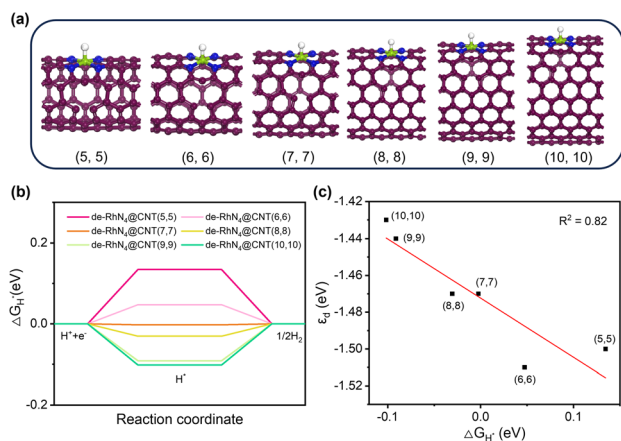 (a)
(5, 5) (6, 6) (7, 7) (8, 8) (9, 9) (10, 10)
(b)
de-RhN₄@CNT(5,5) de-RhN₄@CNT(6,6)
de-RhN₄@CNT(7,7) de-RhN₄@CNT(8,8)
de-RhN₄@CNT(9,9) de-RhN₄@CNT(10,10)
0.2
0.0
-0.2
△G_H* (eV)
H⁺+e⁻
H*
1/2H₂
Reaction coordinate
(c)
R² = 0.82
-1.42
-1.44
-1.46
-1.48
-1.50
-1.52
ε_d (eV)
(10,10)
(9,9)
(7,7)
(8,8)
(5,5)
(6,6)
-0.1 0.0 0.1
△G_H* (eV)